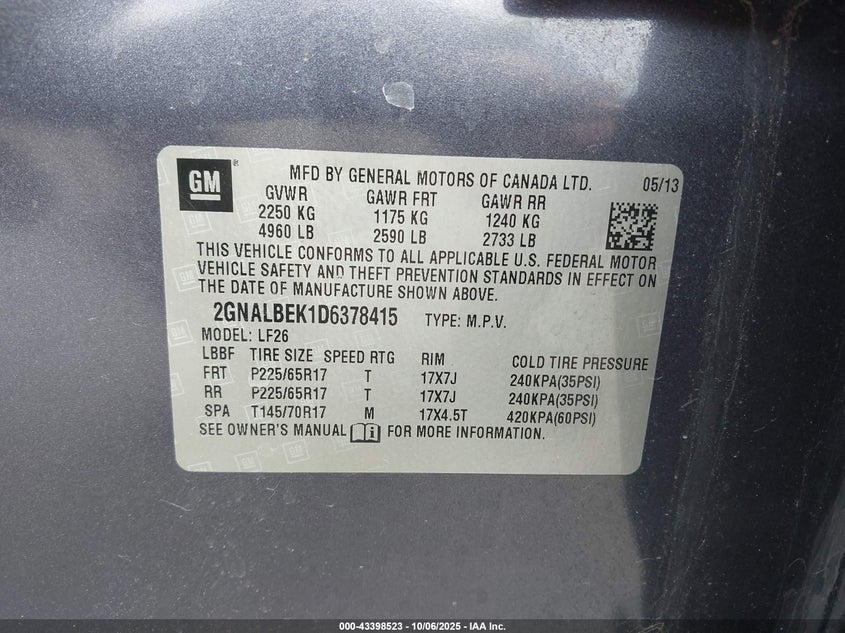 GM ® MFD BY GENERAL MOTORS OF CANADA LTD. 05/13
GVWR GAWR FRT GAWR RR
2250 KG 1175 KG 1240 KG
4960 LB 2590 LB 2733 LB
THIS VEHICLE CONFORMS TO ALL APPLICABLE U.S. FEDERAL MOTOR
VEHICLE SAFETY AND THEFT PREVENTION STANDARDS IN EFFECT ON
THE DATE OF MANUFACTURE SHOWN ABOVE.
2GNALBEK1D6378415 TYPE: M.P.V.
MODEL: LF26
LBBF TIRE SIZE SPEED RTG RIM COLD TIRE PRESSURE
FRT P225/65R17 T 17X7J 240KPA(35PSI)
RR P225/65R17 T 17X7J 240KPA(35PSI)
SPA T145/70R17 M 17X4.5T 420KPA(60PSI)
SEE OWNER'S MANUAL i FOR MORE INFORMATION.
000-43398523 - 10/06/2025 - IAA Inc.